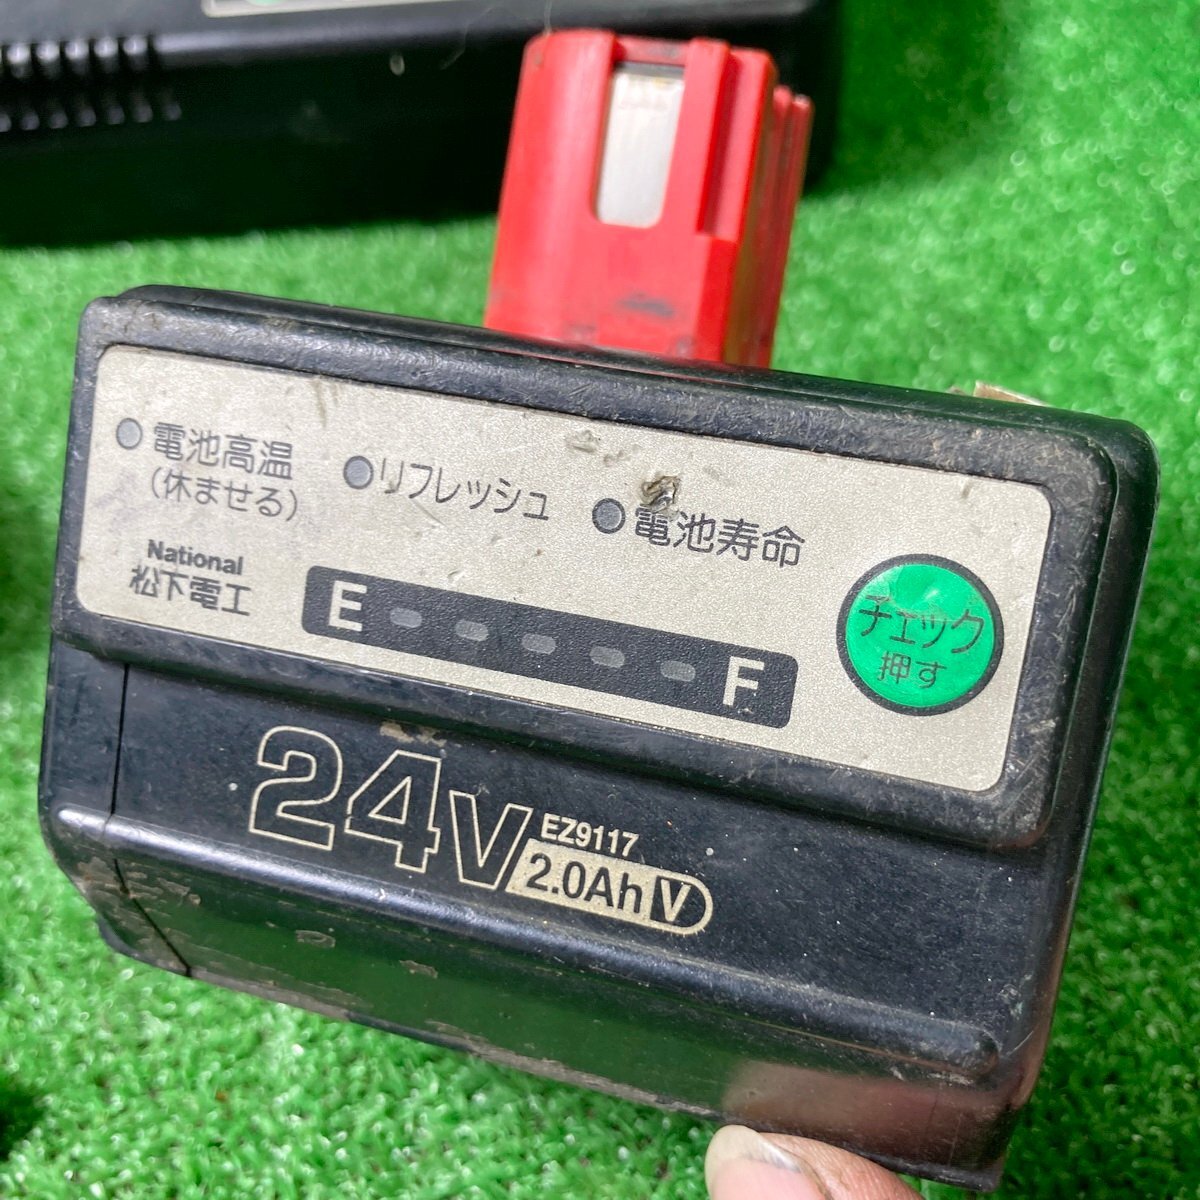 電池高温
(休ませる)
リフレッシュ
電池寿命
National
松下電工
E F
チェック
押す
24V
EZ9117
2.0Ah V